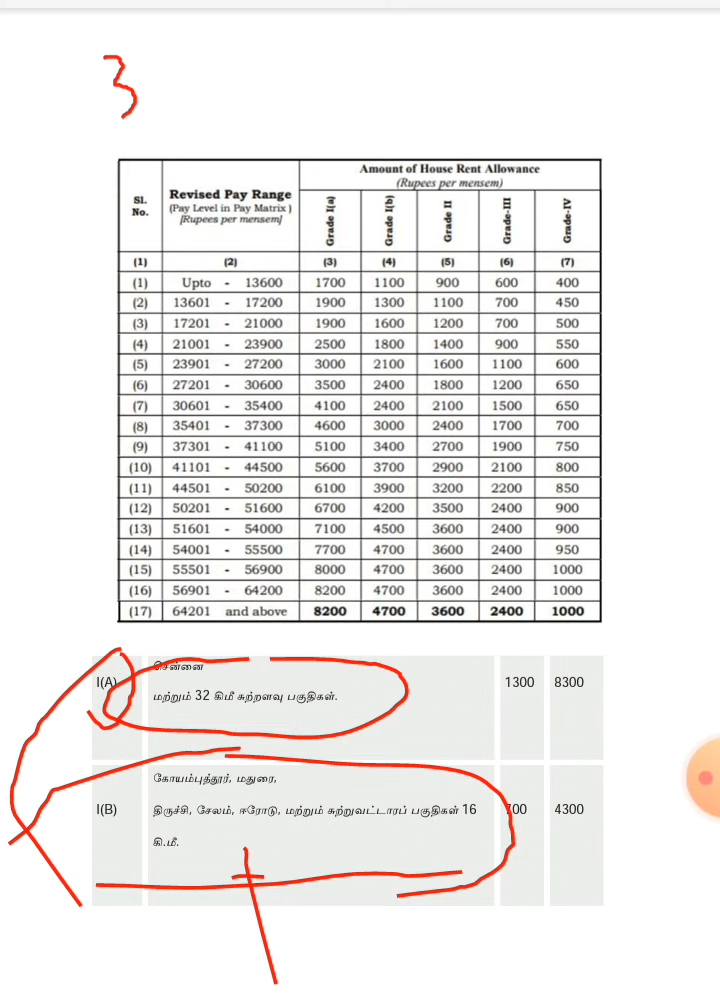 3
Amount of House Rent Allowance
(Rupees per mensem)
Sl. No. Revised Pay Range (Pay Level in Pay Matrix) [Rupees per mensem] Grade I(a) Grade I(b) Grade II Grade-III Grade-IV
(1) (2) (3) (4) (5) (6) (7)
(1) Upto - 13600 1700 1100 900 600 400
(2) 13601 - 17200 1900 1300 1100 700 450
(3) 17201 - 21000 1900 1600 1200 700 500
(4) 21001 - 23900 2500 1800 1400 900 550
(5) 23901 - 27200 3000 2100 1600 1100 600
(6) 27201 - 30600 3500 2400 1800 1200 650
(7) 30601 - 35400 4100 2400 2100 1500 650
(8) 35401 - 37300 4600 3000 2400 1700 700
(9) 37301 - 41100 5100 3400 2700 1900 750
(10) 41101 - 44500 5600 3700 2900 2100 800
(11) 44501 - 50200 6100 3900 3200 2200 850
(12) 50201 - 51600 6700 4200 3500 2400 900
(13) 51601 - 54000 7100 4500 3600 2400 900
(14) 54001 - 55500 7700 4700 3600 2400 950
(15) 55501 - 56900 8000 4700 3600 2400 1000
(16) 56901 - 64200 8200 4700 3600 2400 1000
(17) 64201 and above 8200 4700 3600 2400 1000
சென்னை
I(A) மற்றும் 32 கிமீ சுற்றளவு பகுதிகள். 1300 8300
கோயம்புத்தூர், மதுரை,
I(B) திருச்சி, சேலம், ஈரோடு, மற்றும் சுற்றுவட்டாரப் பகுதிகள் 16 4300
கி.மீ.